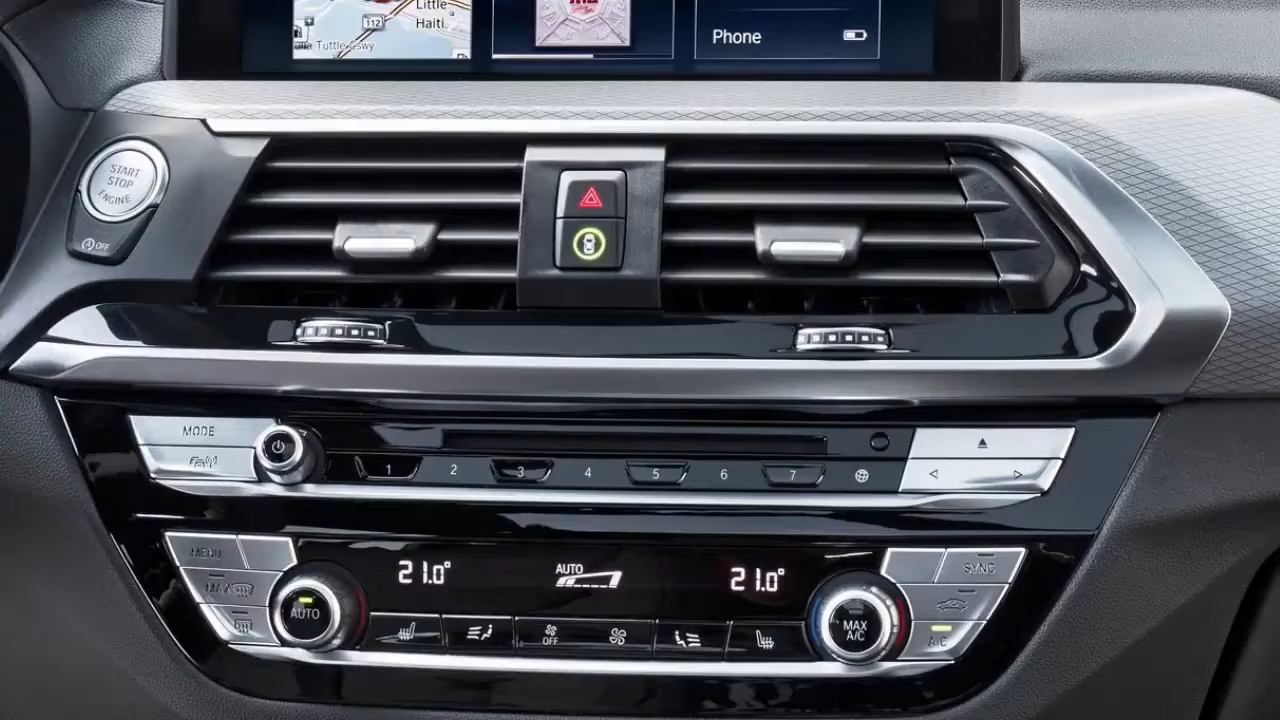 Little
Haiti
112
Tuttle Cswy
Phone
START
STOP
ENGINE
A OFF
MODE
1 2 3 4 5 6 7
MENU
MAX
AUTO
21.0°
AUTO
21.0°
OFF
MAX
A/C
SYNC
A/C